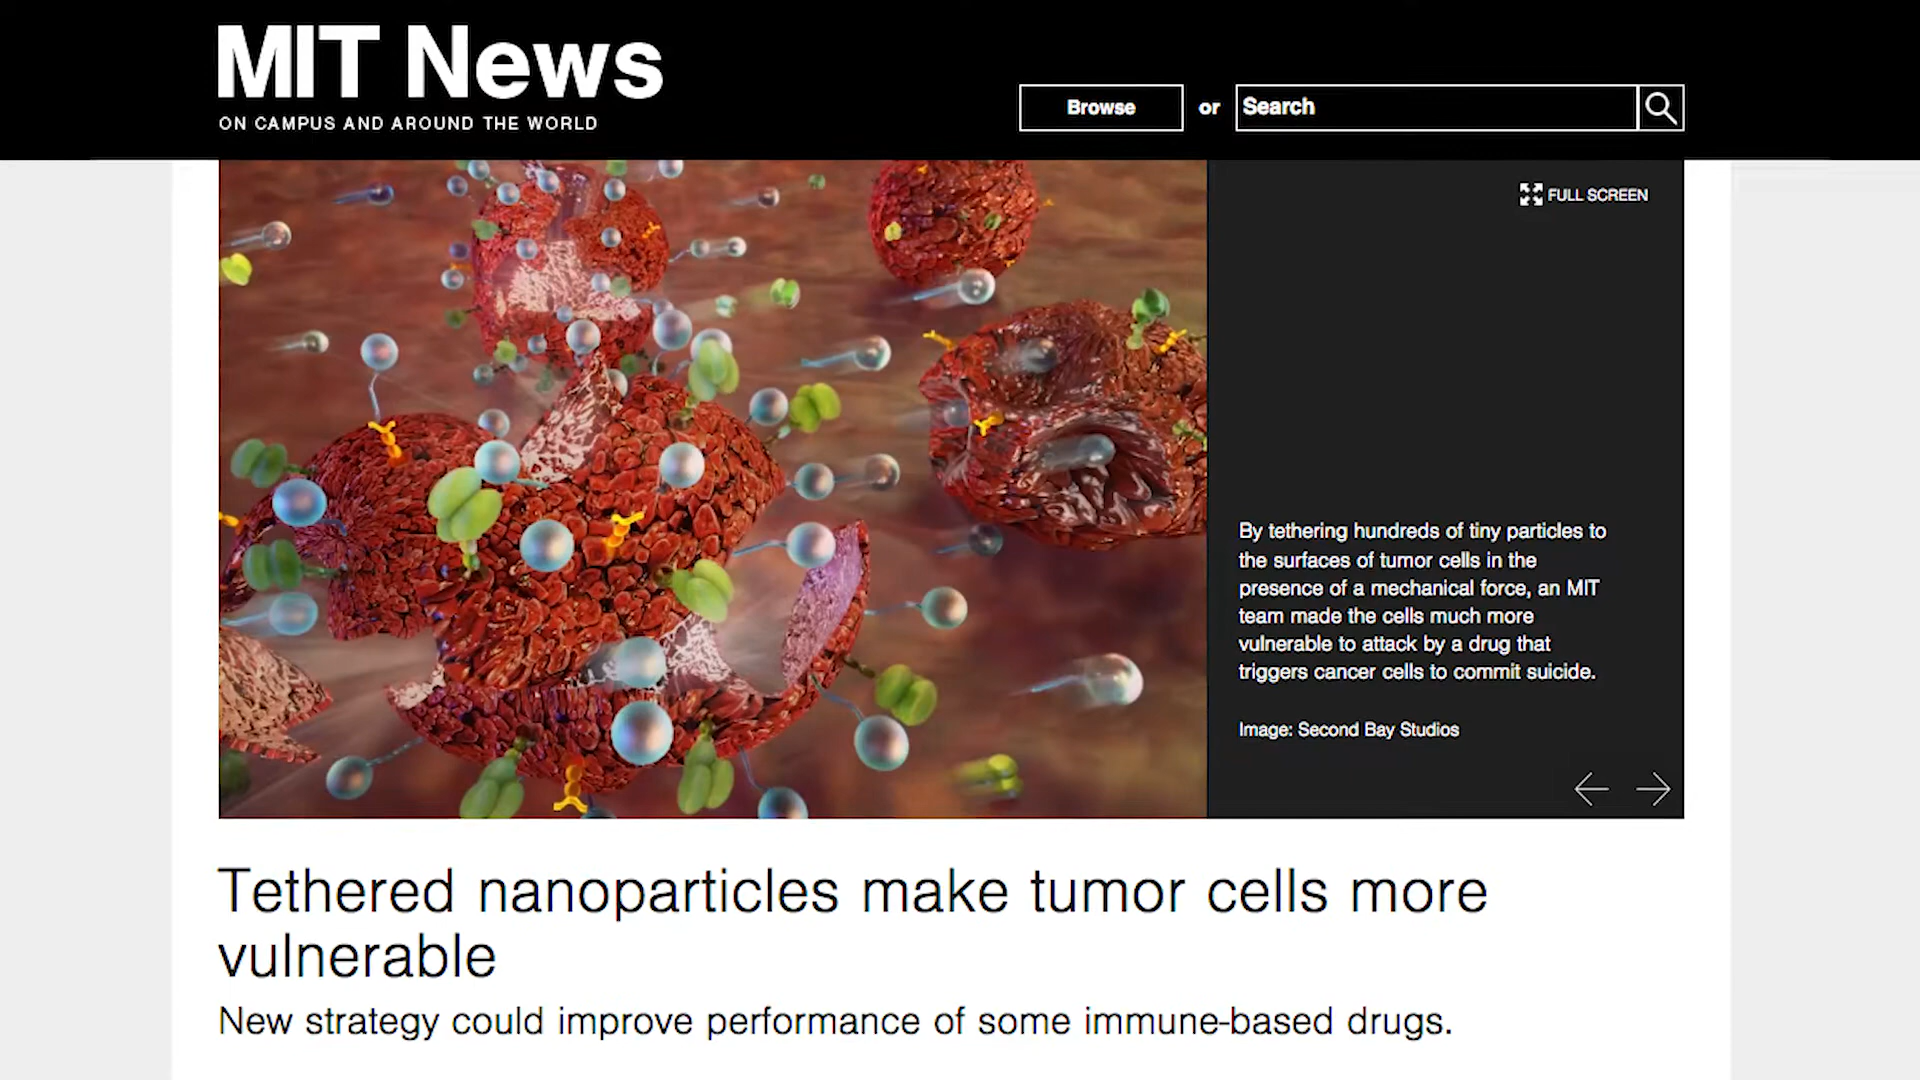 MIT News
ON CAMPUS AND AROUND THE WORLD
Browse or Search
FULL SCREEN
By tethering hundreds of tiny particles to
the surfaces of tumor cells in the
presence of a mechanical force, an MIT
team made the cells much more
vulnerable to attack by a drug that
triggers cancer cells to commit suicide.
Image: Second Bay Studios
Tethered nanoparticles make tumor cells more
vulnerable
New strategy could improve performance of some immune-based drugs.